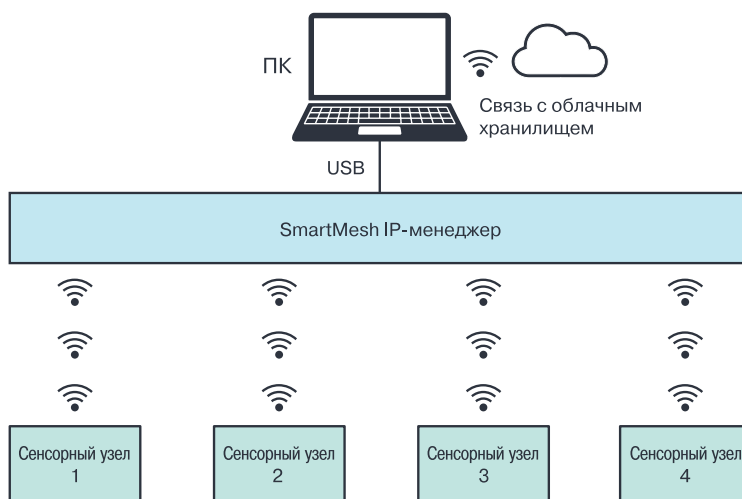 ПК
Связь с облачным
хранилищем
USB
SmartMesh IP-менеджер
Сенсорный узел
1
Сенсорный узел
2
Сенсорный узел
3
Сенсорный узел
4